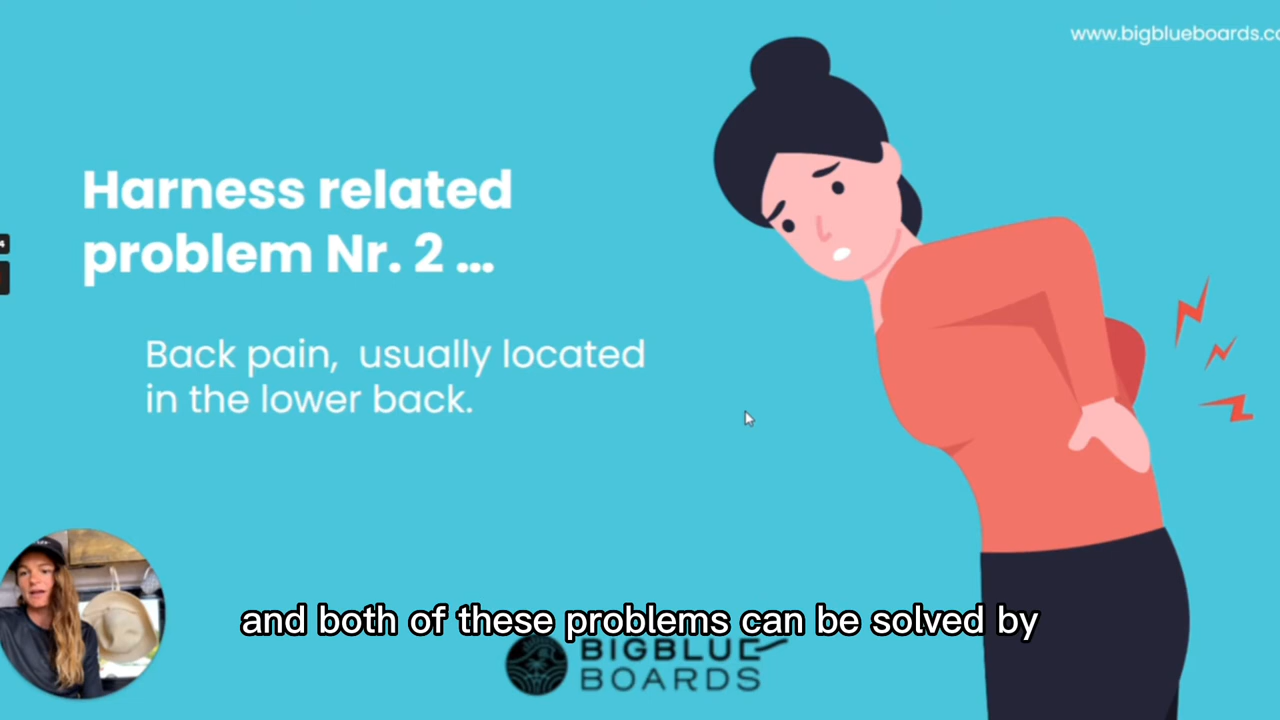 www.bigblueboards.co
Harness related
problem Nr. 2 ...
4
Back pain, usually located
in the lower back.
and both of these problems can be solved by
BIGBLUE
BOARDS